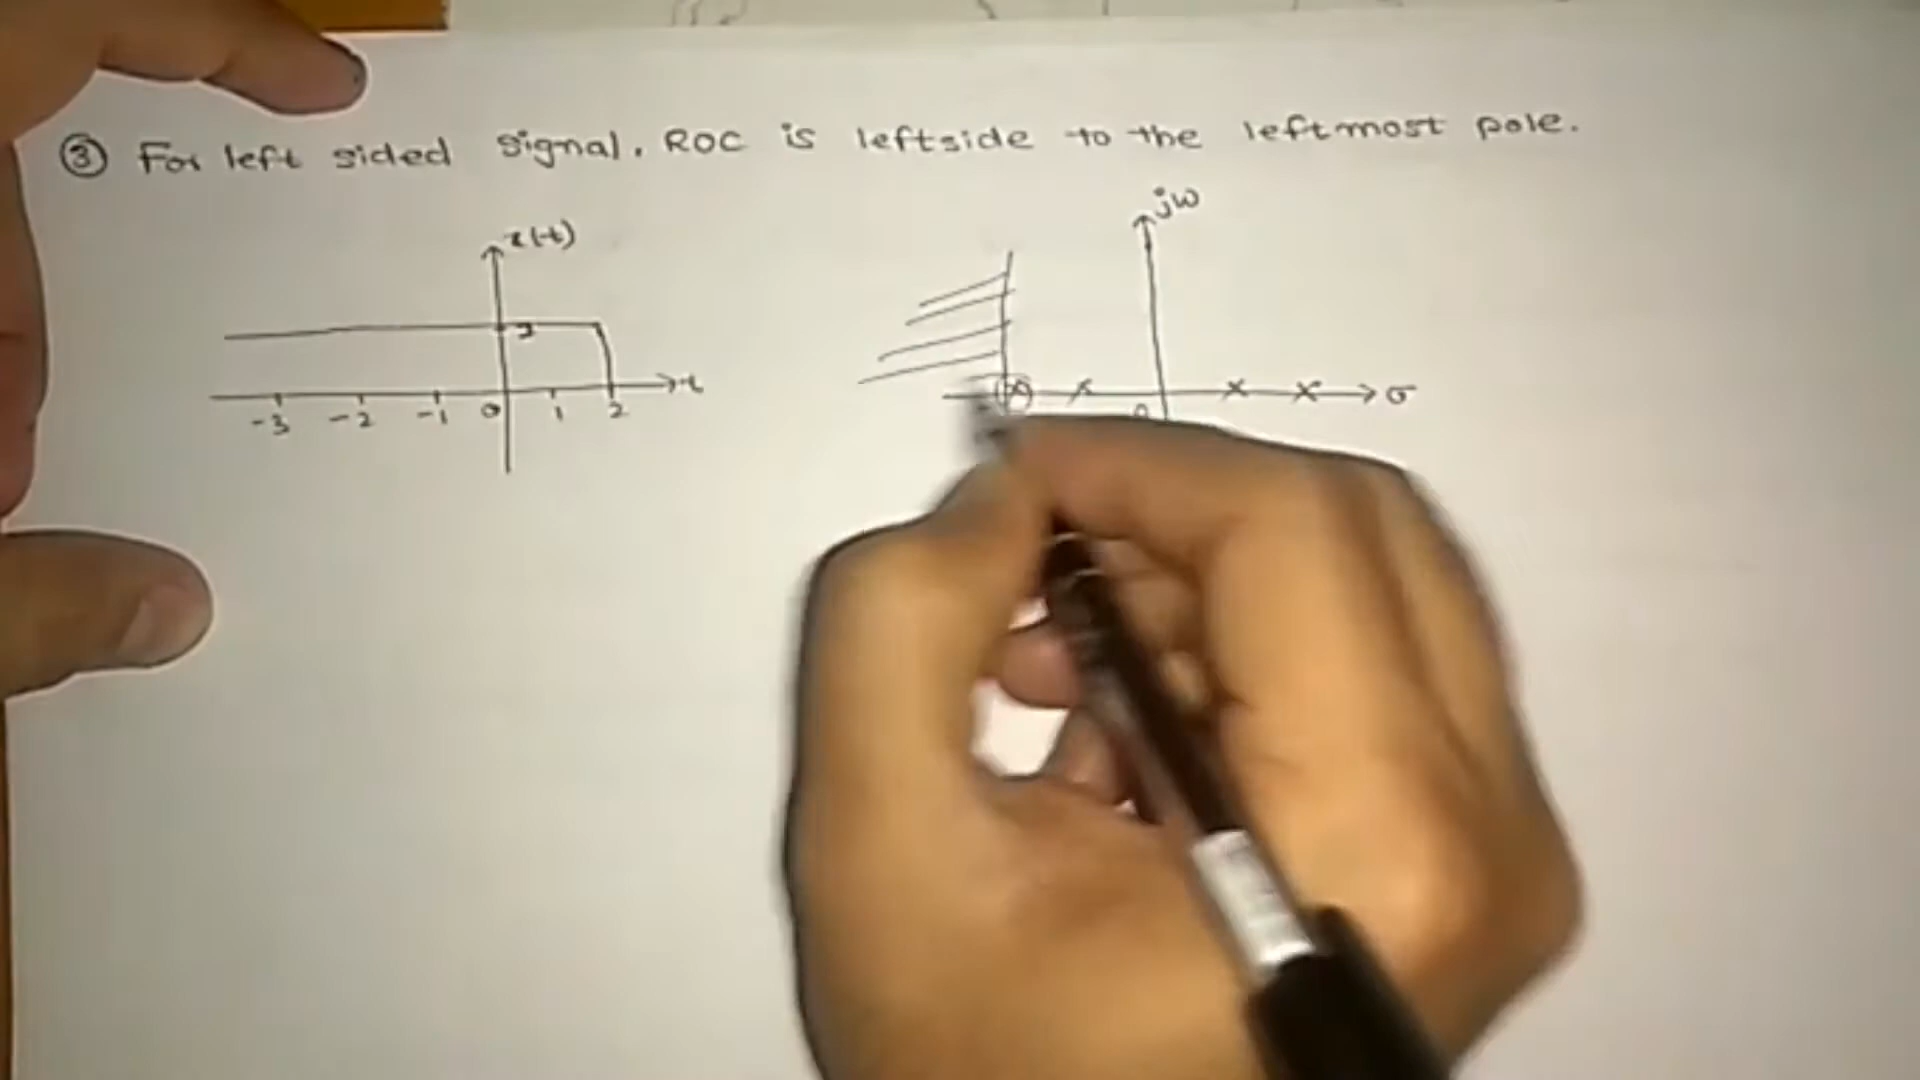 ③ For left sided signal, ROC is leftside to the leftmost pole.
x(t)
jω
3
t
σ
-3 -2 -1 0 1 2